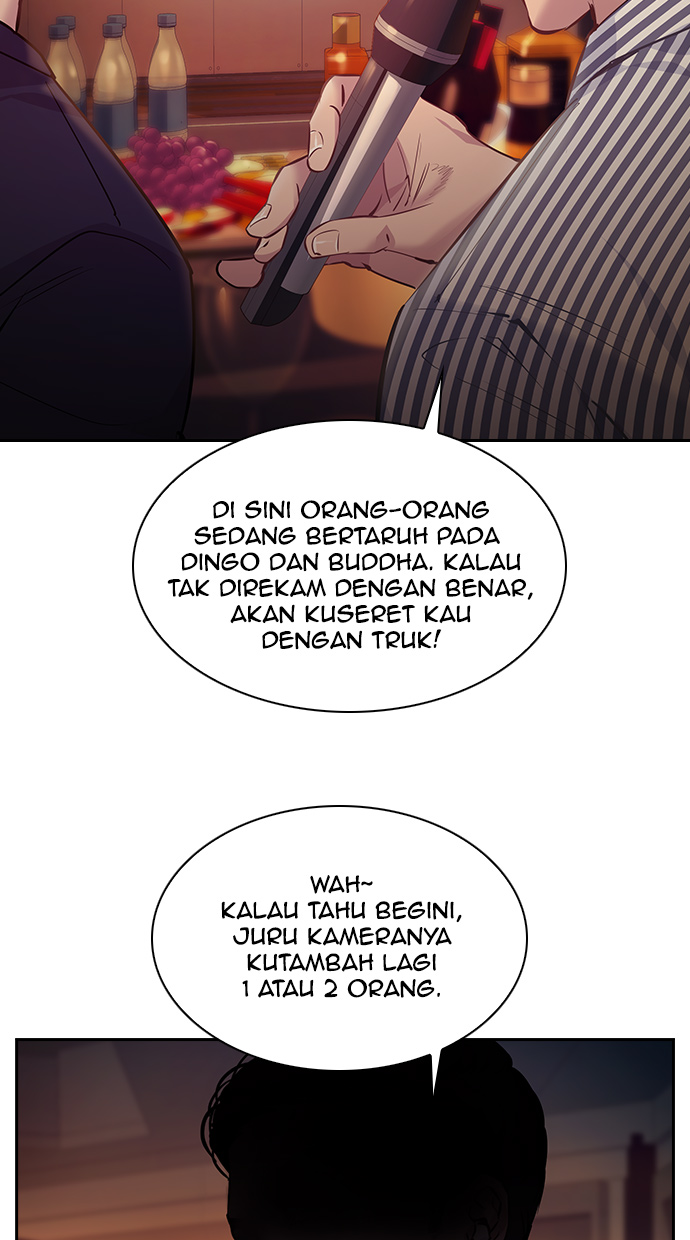 DI SINI ORANG-ORANG
SEDANG BERTARUH PADA
DINGO DAN BUDDHA. KALAU
TAK DIREKAM DENGAN BENAR,
AKAN KUSERET KAU
DENGAN TRUK!
WAH~
KALAU TAHU BEGINI,
JURU KAMERANYA
KUTAMBAH LAGI
1 ATAU 2 ORANG.